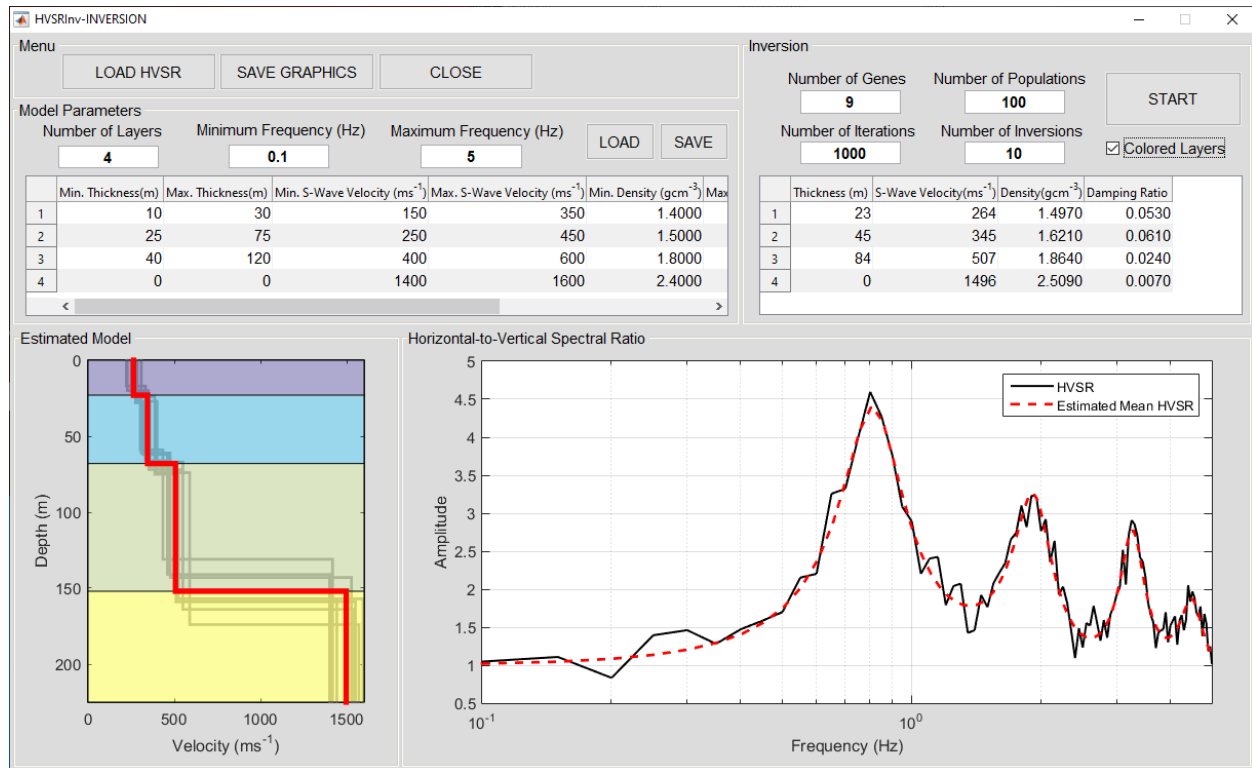 HVSRInv-INVERSION
Menu
LOAD HVSR SAVE GRAPHICS CLOSE
Model Parameters
Number of Layers Minimum Frequency (Hz) Maximum Frequency (Hz) LOAD SAVE
4 0.1 5
Min. Thickness(m) Max. Thickness(m) Min. S-Wave Velocity (ms-1) Max. S-Wave Velocity (ms-1) Min. Density (gcm-3) Max
1 10 30 150 350 1.4000
2 25 75 250 450 1.5000
3 40 120 400 600 1.8000
4 0 0 1400 1600 2.4000
Inversion
Number of Genes Number of Populations
9 100
START
Number of Iterations Number of Inversions
1000 10
Colored Layers
Thickness (m) S-Wave Velocity(ms-1) Density(gcm-3) Damping Ratio
1 23 264 1.4970 0.0530
2 45 345 1.6210 0.0610
3 84 507 1.8640 0.0240
4 0 1496 2.5090 0.0070
Estimated Model
0
50
100
150
200
Depth (m)
0 500 1000 1500
Velocity (ms-1)
Horizontal-to-Vertical Spectral Ratio
5
4.5
4
3.5
3
2.5
2
1.5
1
0.5
Amplitude
HVSR
Estimated Mean HVSR
10-1 100
Frequency (Hz)